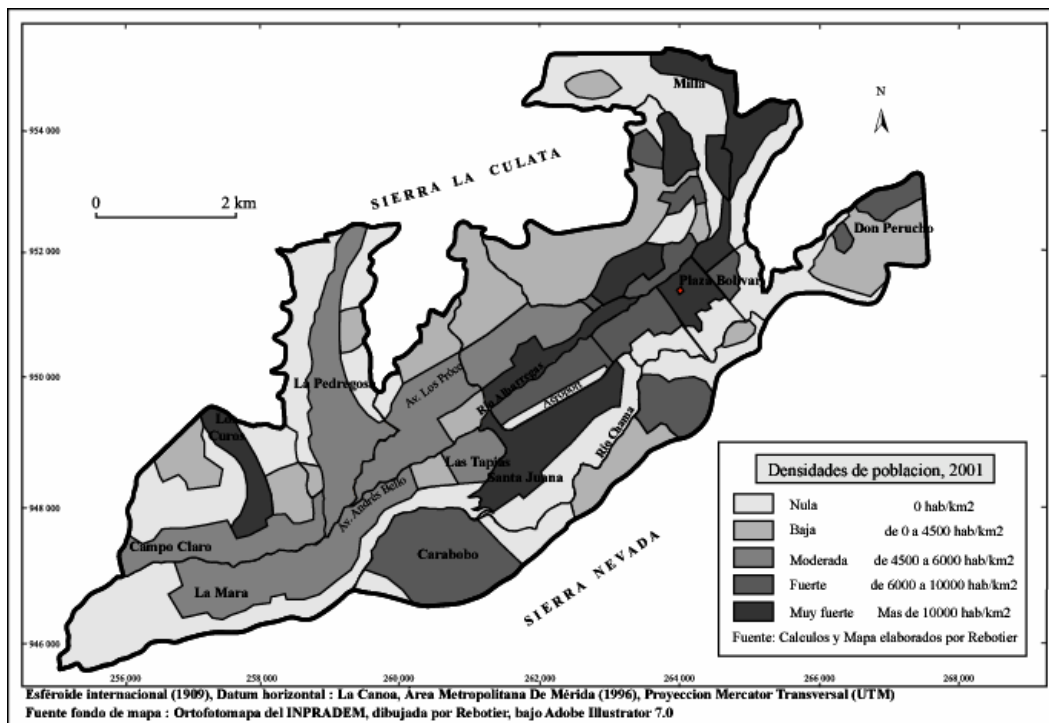 Milla
N
954 000
SIERRA LA CULATA
0 2 km
Don Perucho
952 000
Plaza Bolivar
950 000
La Pedregosa
Av. Los Próceres
Río Albarregas
Aeroport
Los
Curos
Río Chama
Las Tapias
Santa Juana
948 000
Av. Andrés Bello
Campo Claro
Carabobo
SIERRA NEVADA
La Mara
946 000
Densidades de poblacion, 2001
Nula 0 hab/km2
Baja de 0 a 4500 hab/km2
Moderada de 4500 a 6000 hab/km2
Fuerte de 6000 a 10000 hab/km2
Muy fuerte Mas de 10000 hab/km2
Fuente: Calculos y Mapa elaborados por Rebotier
256 000 258 000 260 000 262 000 264 000 266 000 268 000
Esféroide internacional (1909), Datum horizontal : La Canoa, Área Metropolitana De Mérida (1996), Proyeccion Mercator Transversal (UTM)
Fuente fondo de mapa : Ortofotomapa del INPRADEM, dibujada por Rebotier, bajo Adobe Illustrator 7.0